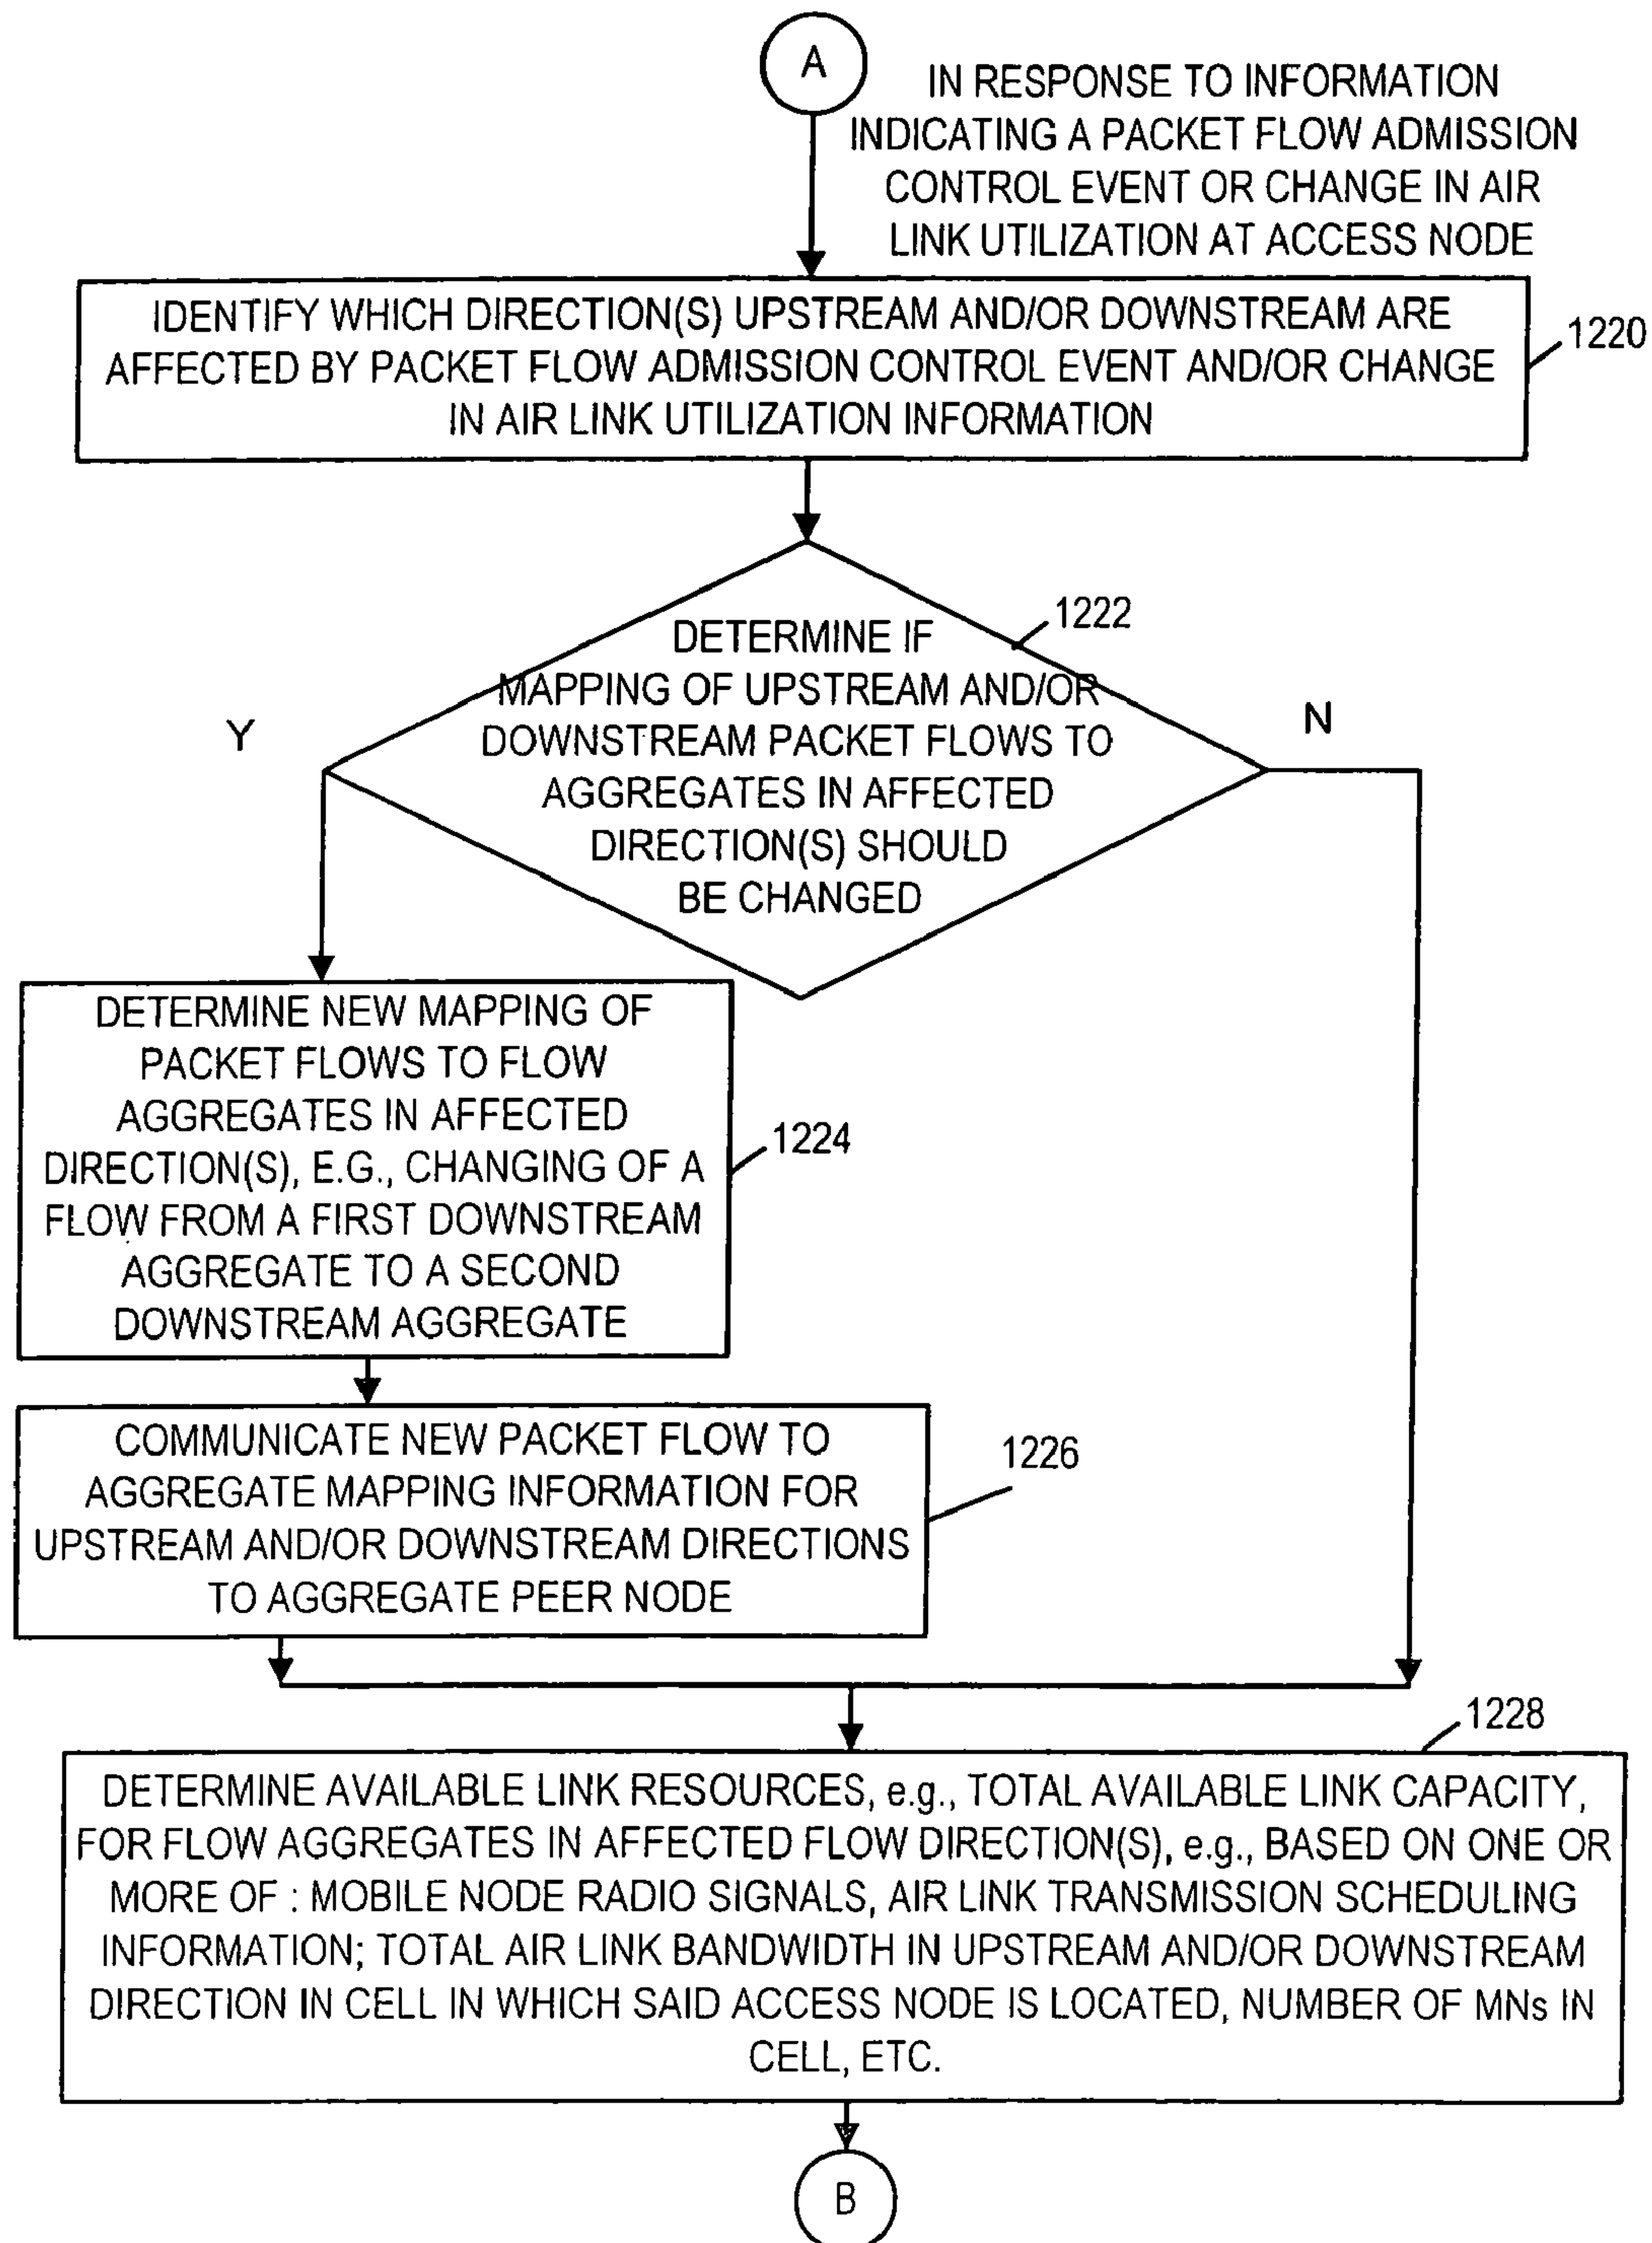 A
IN RESPONSE TO INFORMATION
INDICATING A PACKET FLOW ADMISSION
CONTROL EVENT OR CHANGE IN AIR
LINK UTILIZATION AT ACCESS NODE
IDENTIFY WHICH DIRECTION(S) UPSTREAM AND/OR DOWNSTREAM ARE
AFFECTED BY PACKET FLOW ADMISSION CONTROL EVENT AND/OR CHANGE
IN AIR LINK UTILIZATION INFORMATION
1220
1222
DETERMINE IF
MAPPING OF UPSTREAM AND/OR
DOWNSTREAM PACKET FLOWS TO
AGGREGATES IN AFFECTED
DIRECTION(S) SHOULD
BE CHANGED
Y
N
DETERMINE NEW MAPPING OF
PACKET FLOWS TO FLOW
AGGREGATES IN AFFECTED
DIRECTION(S), E.G., CHANGING OF A
FLOW FROM A FIRST DOWNSTREAM
AGGREGATE TO A SECOND
DOWNSTREAM AGGREGATE
1224
COMMUNICATE NEW PACKET FLOW TO
AGGREGATE MAPPING INFORMATION FOR
UPSTREAM AND/OR DOWNSTREAM DIRECTIONS
TO AGGREGATE PEER NODE
1226
1228
DETERMINE AVAILABLE LINK RESOURCES, e.g., TOTAL AVAILABLE LINK CAPACITY,
FOR FLOW AGGREGATES IN AFFECTED FLOW DIRECTION(S), e.g., BASED ON ONE OR
MORE OF : MOBILE NODE RADIO SIGNALS, AIR LINK TRANSMISSION SCHEDULING
INFORMATION; TOTAL AIR LINK BANDWIDTH IN UPSTREAM AND/OR DOWNSTREAM
DIRECTION IN CELL IN WHICH SAID ACCESS NODE IS LOCATED, NUMBER OF MNs IN
CELL, ETC.
B